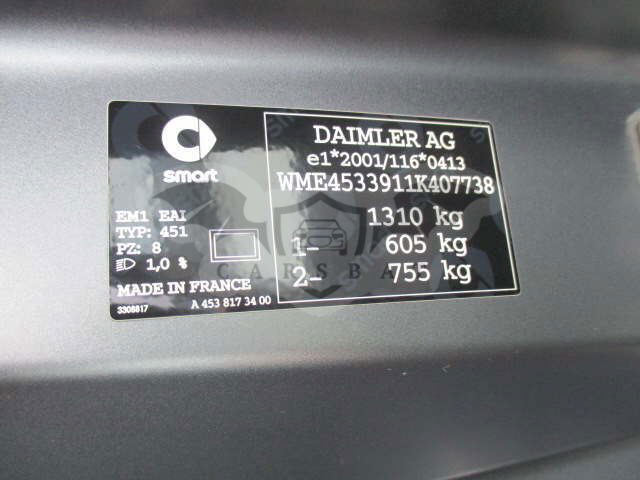 smart
EM1 EAI
TYP: 451
PZ: 8
1,0 %
MADE IN FRANCE
3308817
A 453 817 34 00
DAIMLER AG
e1*2001/116*0413
WME4533911K407738
1310 kg
1- 605 kg
2- 755 kg
CARSBA